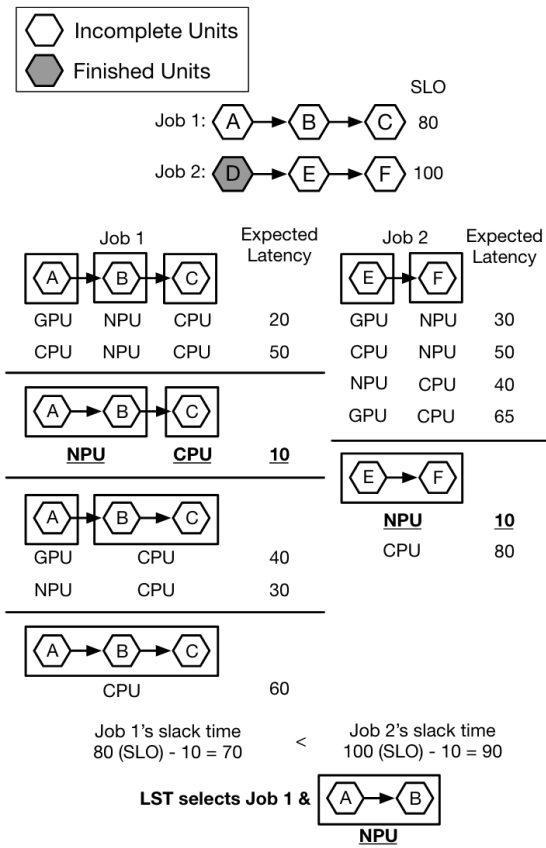 Incomplete Units
Finished Units
SLO
Job 1: A B C 80
Job 2: D E F 100
Job 1 Expected Latency
A B C
GPU NPU CPU 20
CPU NPU CPU 50
A B C
NPU CPU 10
A B C
GPU CPU 40
NPU CPU 30
A B C
CPU 60
Job 2 Expected Latency
E F
GPU NPU 30
CPU NPU 50
NPU CPU 40
GPU CPU 65
E F
NPU 10
CPU 80
Job 1's slack time
80 (SLO) - 10 = 70
<
Job 2's slack time
100 (SLO) - 10 = 90
LST selects Job 1 & A B
NPU